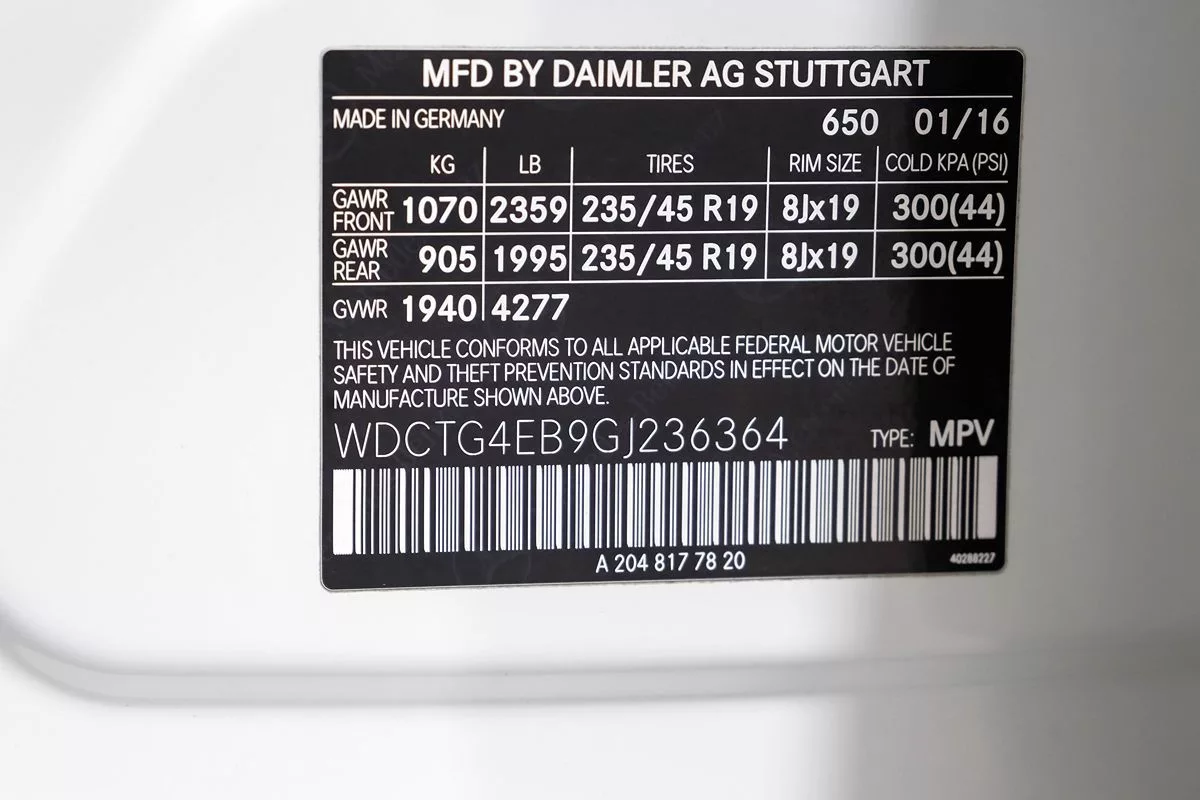 MFD BY DAIMLER AG STUTTGART
MADE IN GERMANY 650 01/16
KG LB TIRES RIM SIZE COLD KPA (PSI)
GAWR FRONT 1070 2359 235/45 R19 8Jx19 300(44)
GAWR REAR 905 1995 235/45 R19 8Jx19 300(44)
GVWR 1940 4277
THIS VEHICLE CONFORMS TO ALL APPLICABLE FEDERAL MOTOR VEHICLE
SAFETY AND THEFT PREVENTION STANDARDS IN EFFECT ON THE DATE OF
MANUFACTURE SHOWN ABOVE.
WDCTG4EB9GJ236364 TYPE: MPV
A 204 817 78 20 40288227